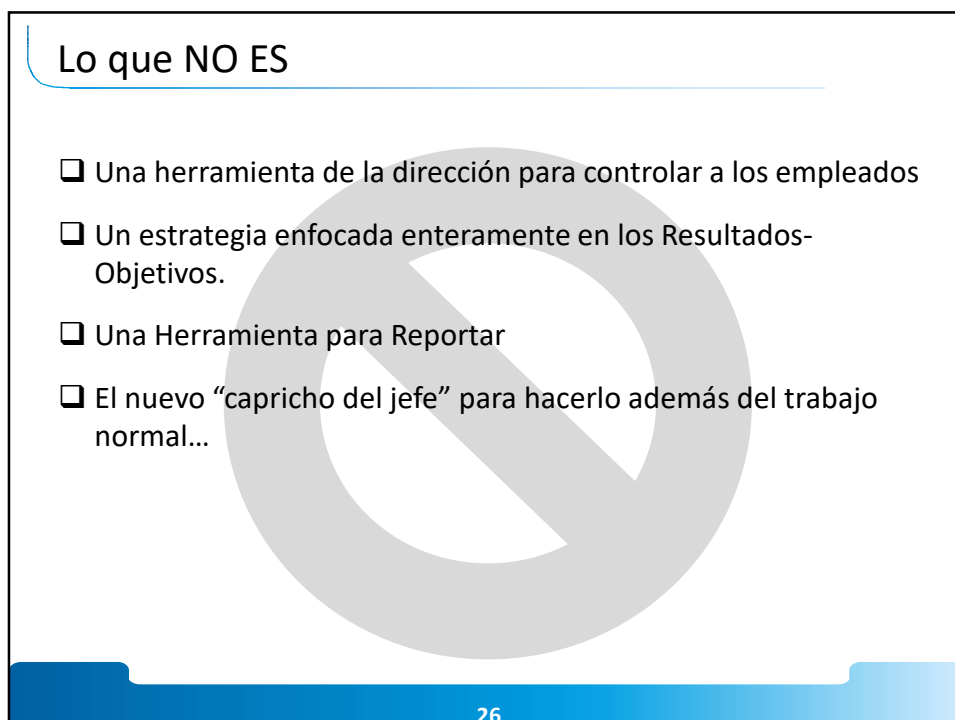 Lo que NO ES
❑ Una herramienta de la dirección para controlar a los empleados
❑ Un estrategia enfocada enteramente en los Resultados-
Objetivos.
❑ Una Herramienta para Reportar
❑ El nuevo “capricho del jefe” para hacerlo además del trabajo
normal…
26